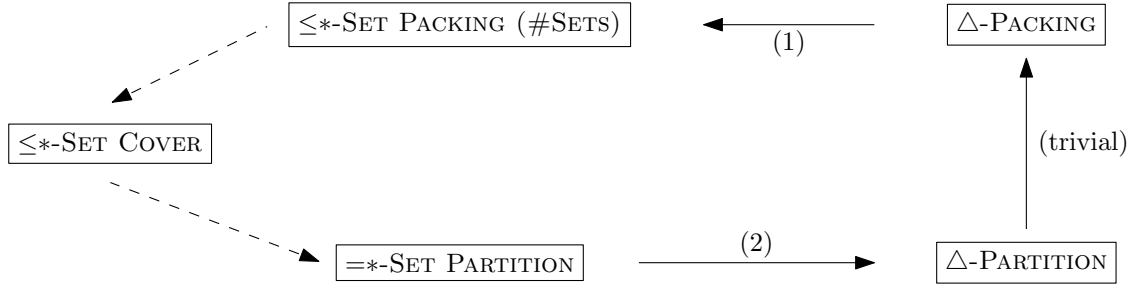 ≤∗-SET PACKING (#SETS)
(1)
△-PACKING
≤∗-SET COVER
(trivial)
=∗-SET PARTITION
(2)
△-PARTITION